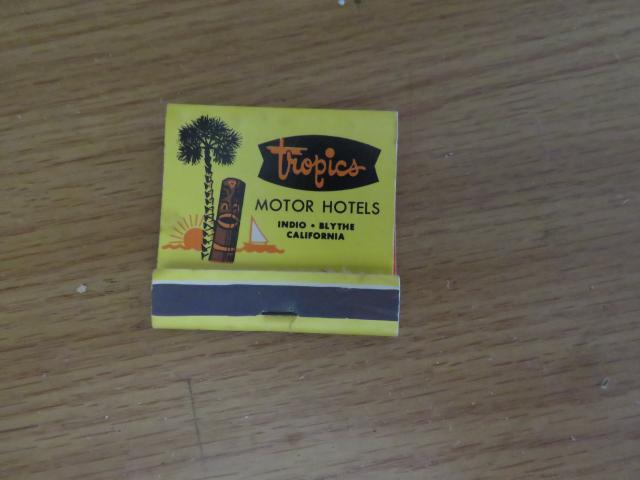 tropics
MOTOR HOTELS
INDIO • BLYTHE
CALIFORNIA